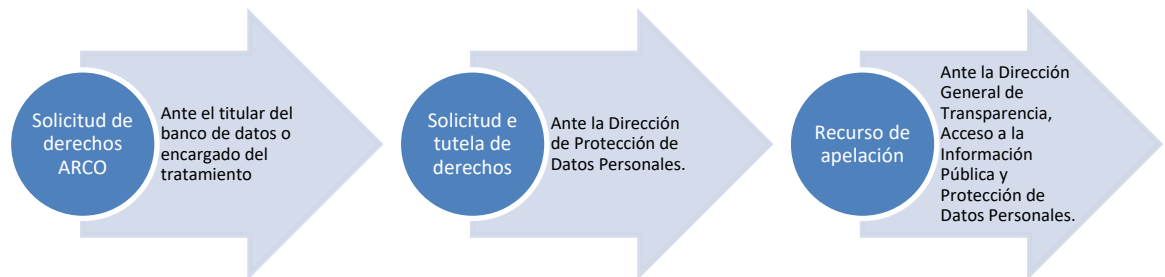 Solicitud de
derechos
ARCO
Ante el titular del
banco de datos o
encargado del
tratamiento
Solicitud e
tutela de
derechos
Ante la Dirección
de Protección de
Datos Personales.
Recurso de
apelación
Ante la Dirección
General de
Transparencia,
Acceso a la
Información
Pública y
Protección de
Datos Personales.